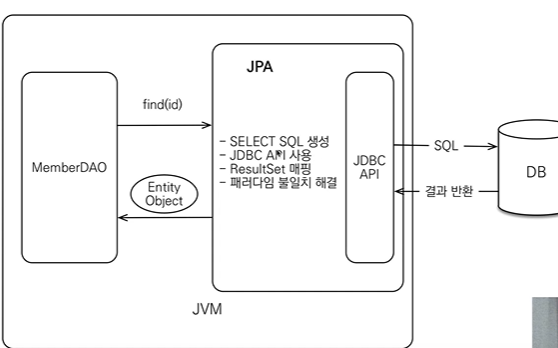 JPA
find(id)
- SELECT SQL 생성
- JDBC API 사용
- ResultSet 매핑
- 패러다임 불일치 해결
MemberDAO
Entity
Object
JDBC
API
SQL
결과 반환
DB
JVM